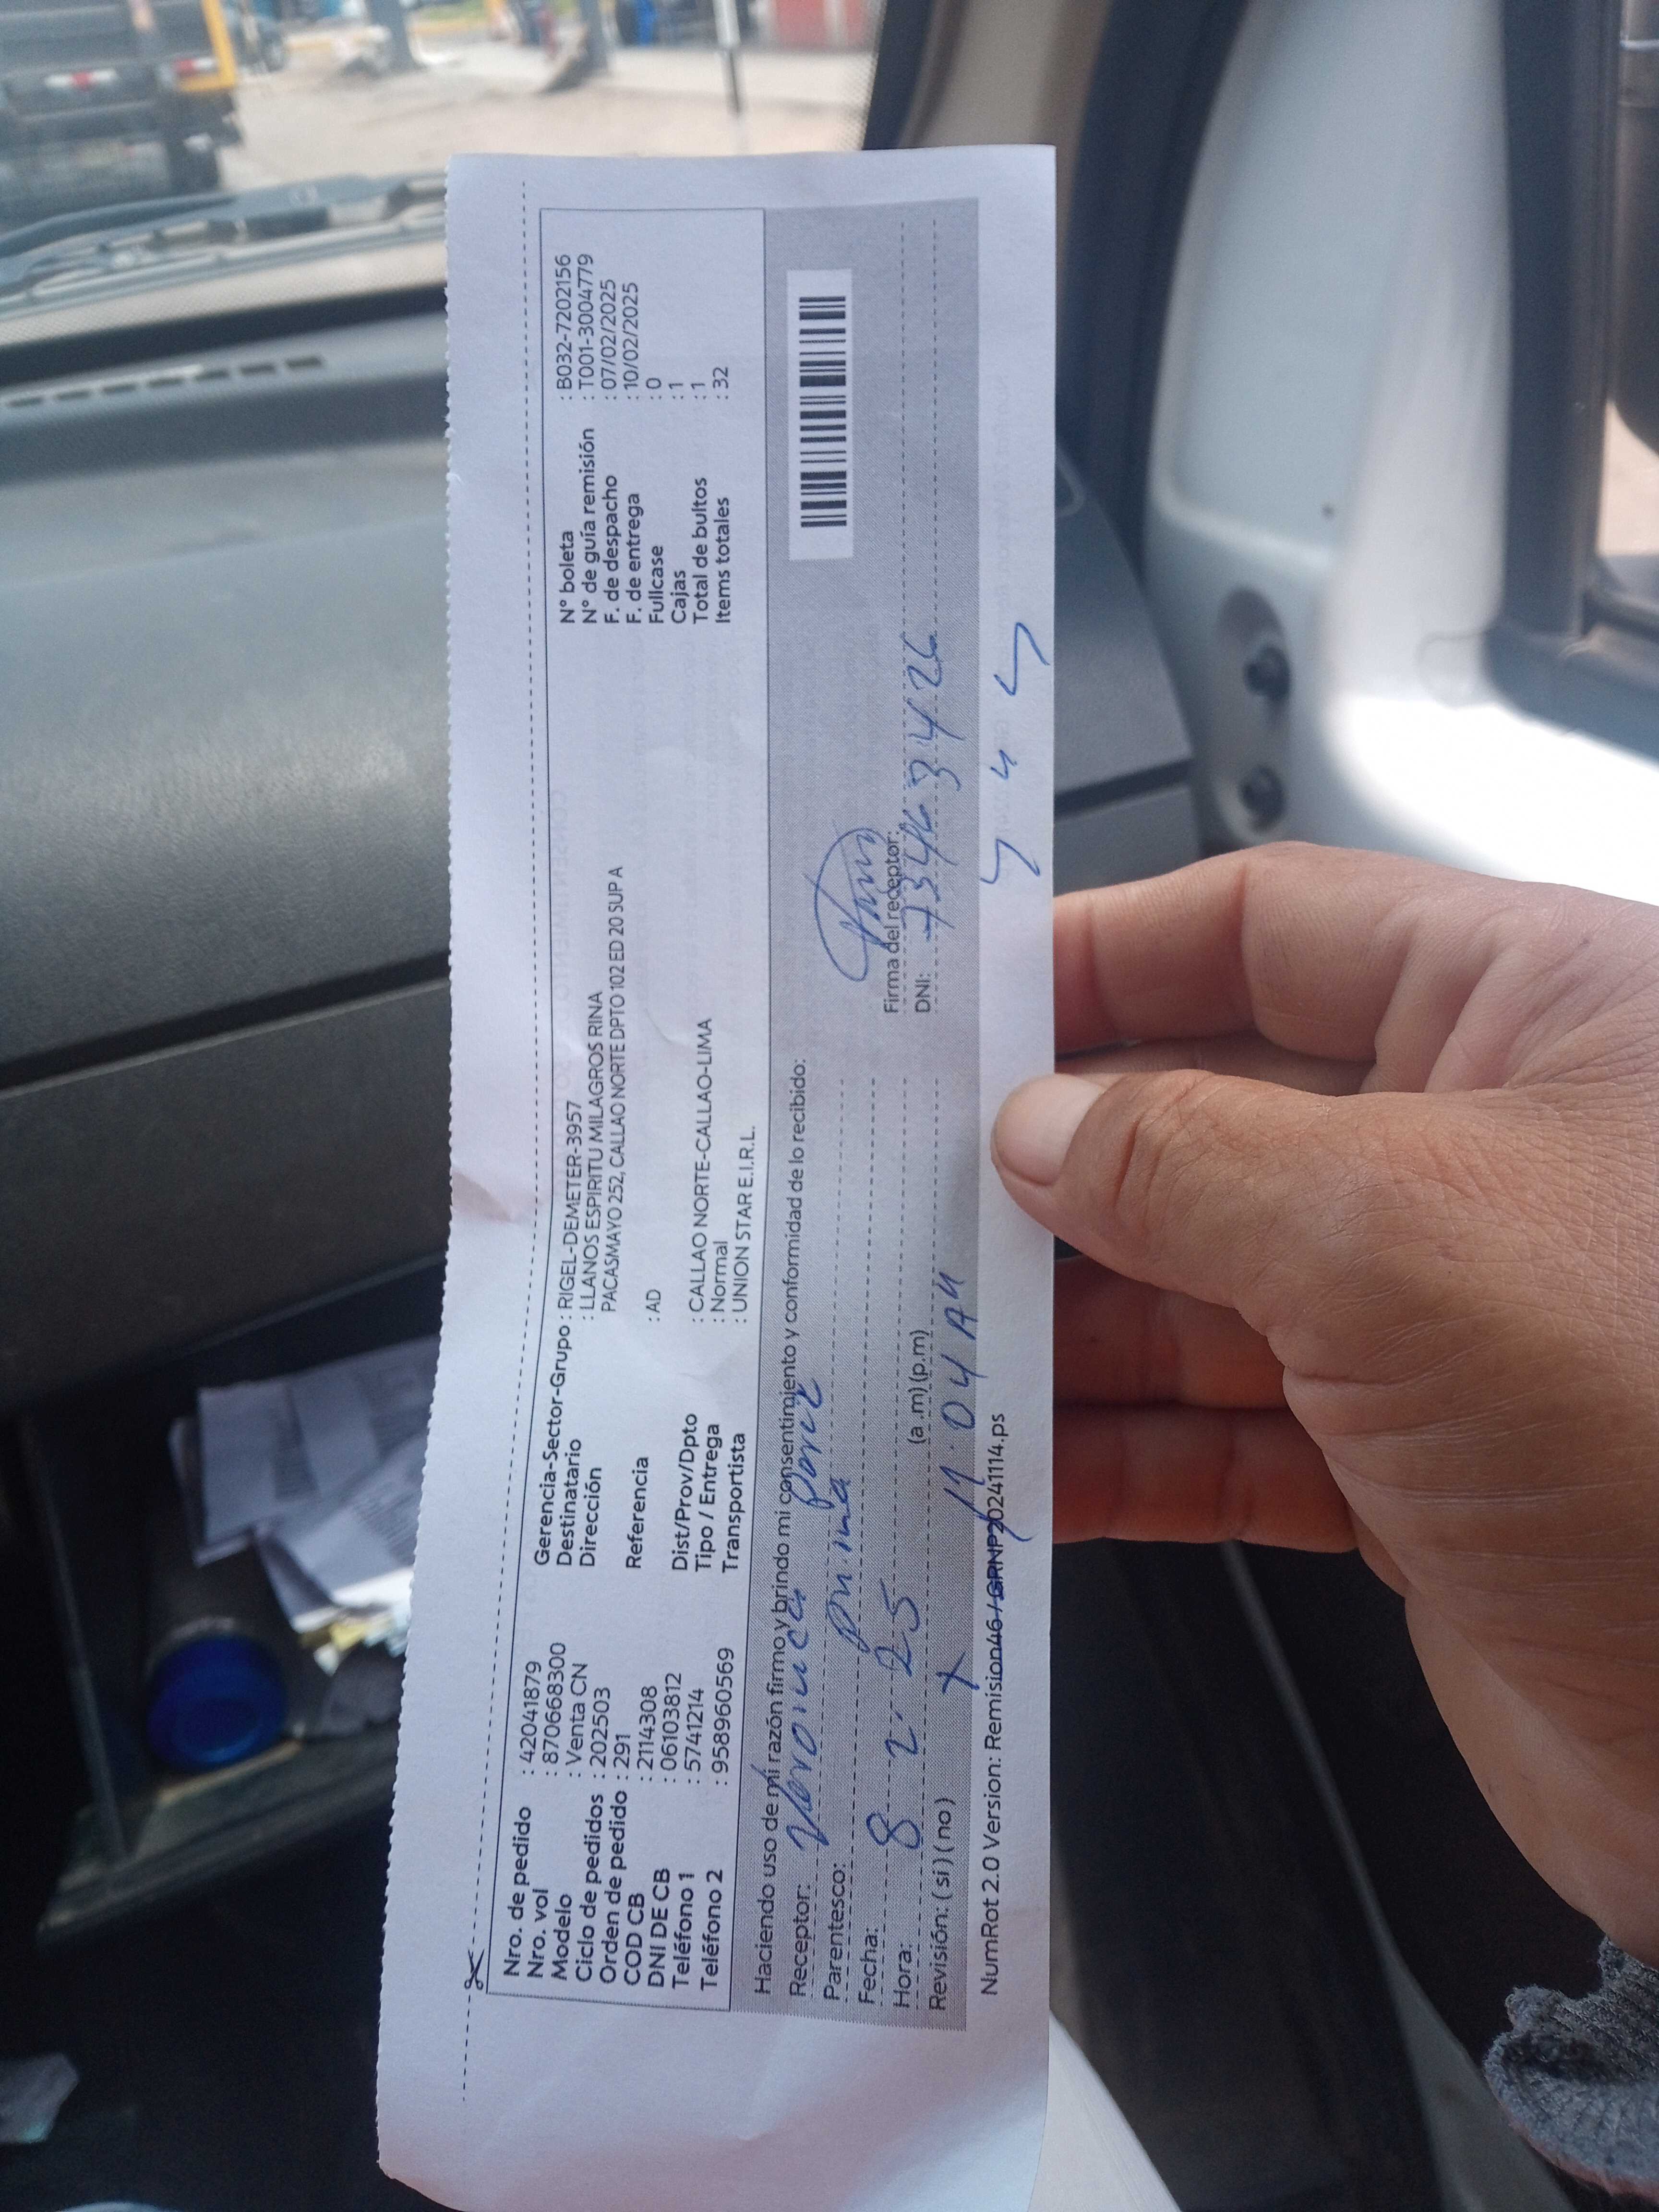 Nro. de pedido : 42041879
Nro. vol : 8706668300
Modelo : Venta CN
Ciclo de pedidos : 202503
Orden de pedido : 291
COD CB : 2114308
DNI DE CB : 06103812
Teléfono 1 : 5741214
Teléfono 2 : 958960569
Gerencia-Sector-Grupo : RIGEL-DEMETER-3957
Destinatario : LLANOS ESPIRITU MILAGROS RINA
Dirección PACASMAYO 252, CALLAO NORTE DPTO 102 ED 20 SUP A
Referencia : AD
Dist/Prov/Dpto : CALLAO NORTE-CALLAO-LIMA
Tipo / Entrega : Normal
Transportista : UNION STAR E.I.R.L.
N° boleta : B032-7202156
N° de guía remisión : T001-3004779
F. de despacho : 07/02/2025
F. de entrega : 10/02/2025
Fullcase : 0
Cajas : 1
Total de bultos : 1
Items totales : 32
Haciendo uso de mi razón firmo y brindo mi consentimiento y conformidad de lo recibido:
Receptor:
Parentesco: prima
Fecha: 8 2 25
Hora: (a.m) (p.m)
11.04 AM
Revisión: ( si ) ( no ) X
Firma del receptor:
DNI: 73463426
NumRot 2.0 Version: Remision46 / GRNP20241114.ps